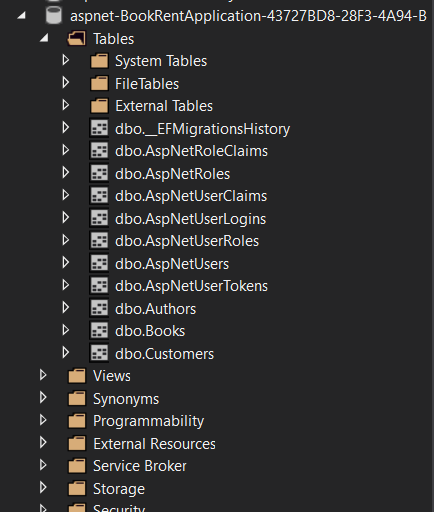 aspnet-BookRentApplication-43727BD8-28F3-4A94-B
Tables
System Tables
FileTables
External Tables
dbo.__EFMigrationsHistory
dbo.AspNetRoleClaims
dbo.AspNetRoles
dbo.AspNetUserClaims
dbo.AspNetUserLogins
dbo.AspNetUserRoles
dbo.AspNetUsers
dbo.AspNetUserTokens
dbo.Authors
dbo.Books
dbo.Customers
Views
Synonyms
Programmability
External Resources
Service Broker
Storage
Security